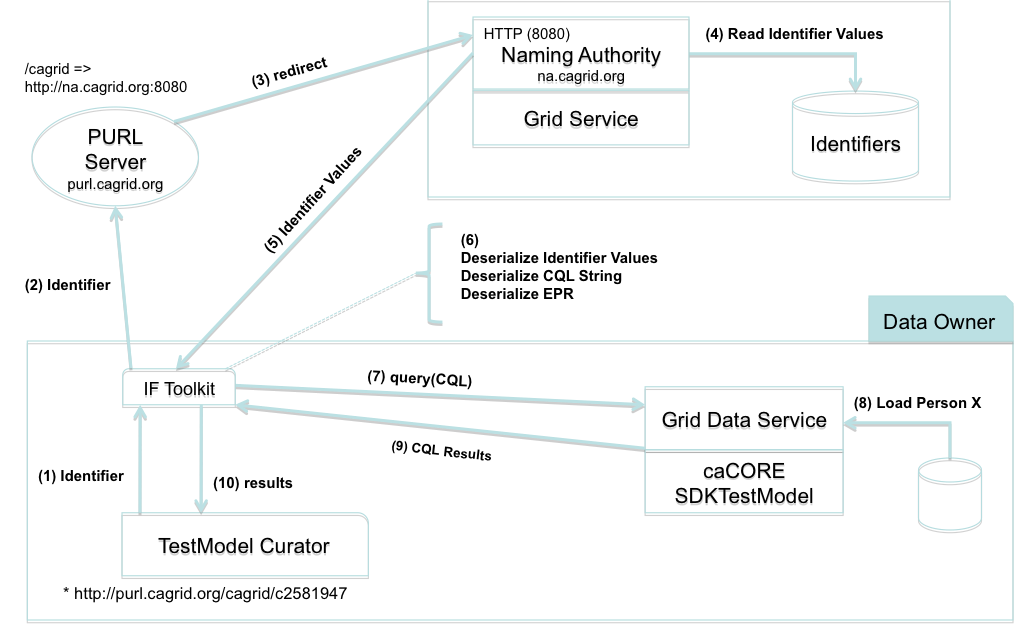 HTTP (8080)
Naming Authority
na.cagrid.org
Grid Service
(4) Read Identifier Values
Identifiers
(3) redirect
/cagrid =>
http://na.cagrid.org:8080
PURL
Server
purl.cagrid.org
(5) Identifier Values
(2) Identifier
(6)
Deserialize Identifier Values
Deserialize CQL String
Deserialize EPR
Data Owner
IF Toolkit
(7) query(CQL)
(8) Load Person X
Grid Data Service
(9) CQL Results
caCORE
SDKTestModel
(1) Identifier
(10) results
TestModel Curator
* http://purl.cagrid.org/cagrid/c2581947